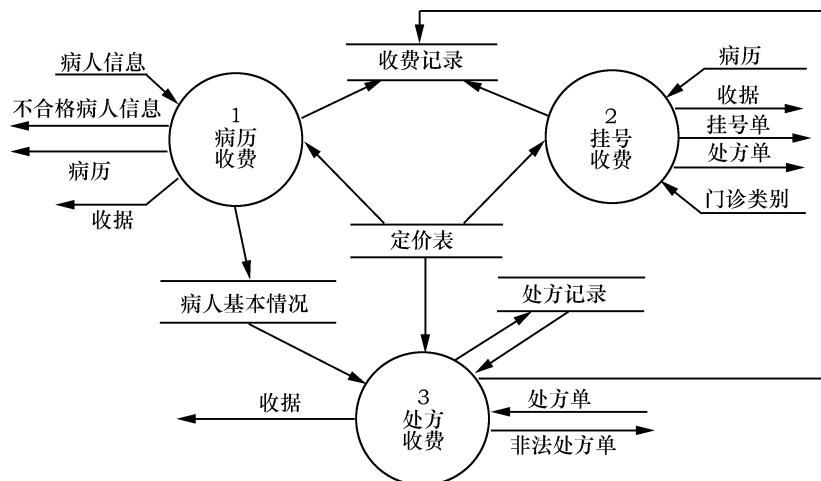 收费记录
病人信息
不合格病人信息
病历
收据
1
病历
收费
2
挂号
收费
病历
收据
挂号单
处方单
门诊类别
定价表
病人基本情况
处方记录
3
处方
收费
收据
处方单
非法处方单